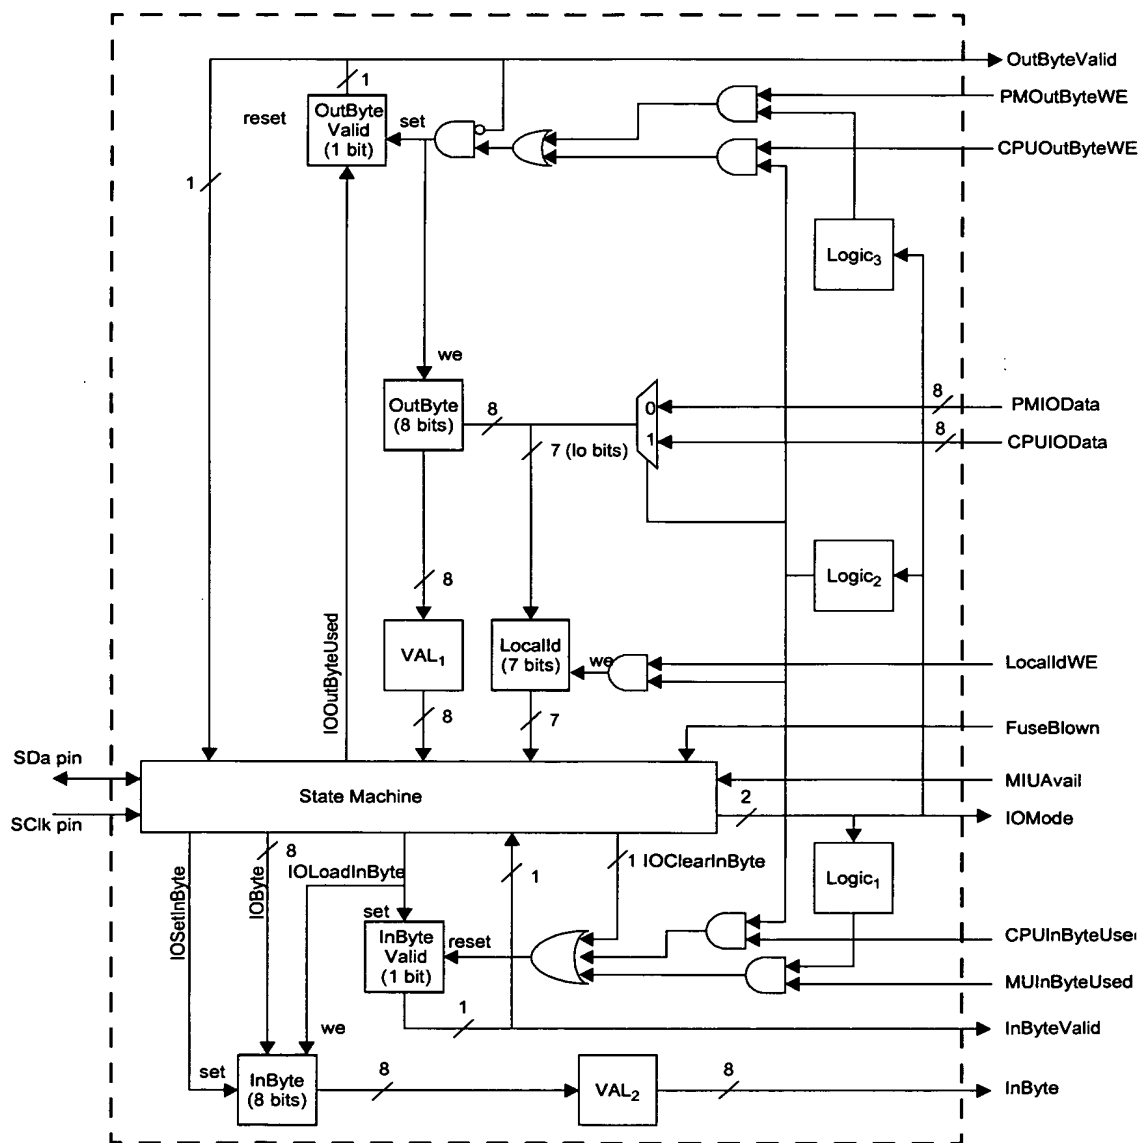 OutByteValid
1
PMOutByteWE
reset
OutByte
Valid
(1 bit)
set
CPUOutByteWE
1
Logic3
we
OutByte
(8 bits)
8
0
8
PMIOData
7 (lo bits)
1
8
CPUIOData
Logic2
8
IOOutByteUsed
VAL1
LocalId
(7 bits)
we
LocalIdWE
8
7
FuseBlown
SDa pin
State Machine
MIUAvail
2
SClk pin
IOMode
IOSetInByte
IOByte
8
IOLoadInByte
1
1
IOClearInByte
Logic1
set
InByte
Valid
(1 bit)
reset
CPUInByteUse
MUInByteUsed
1
InByteValid
we
set
InByte
(8 bits)
8
VAL2
8
InByte